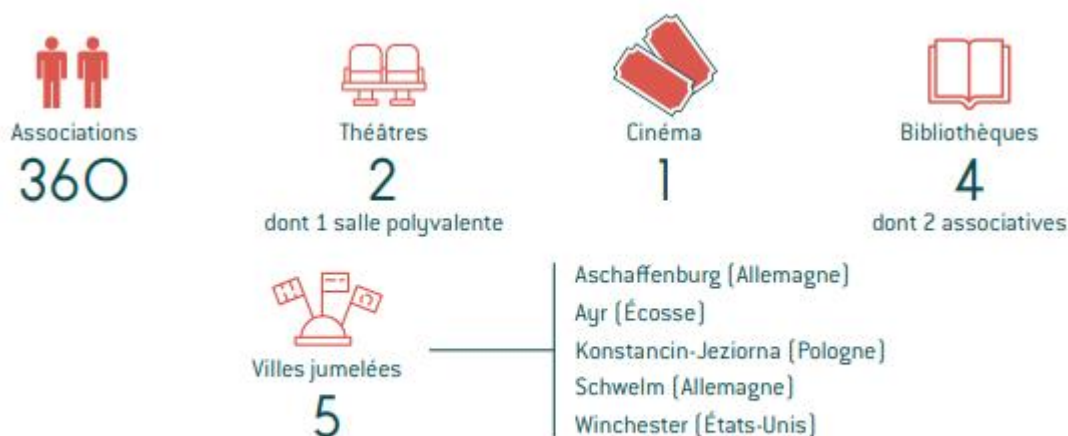 Associations
360
Théâtres
2
dont 1 salle polyvalente
Cinéma
1
Bibliothèques
4
dont 2 associatives
Villes jumelées
5
Aschaffenburg (Allemagne)
Ayr (Écosse)
Konstancin-Jeziorna (Pologne)
Schwelm (Allemagne)
Winchester (États-Unis)